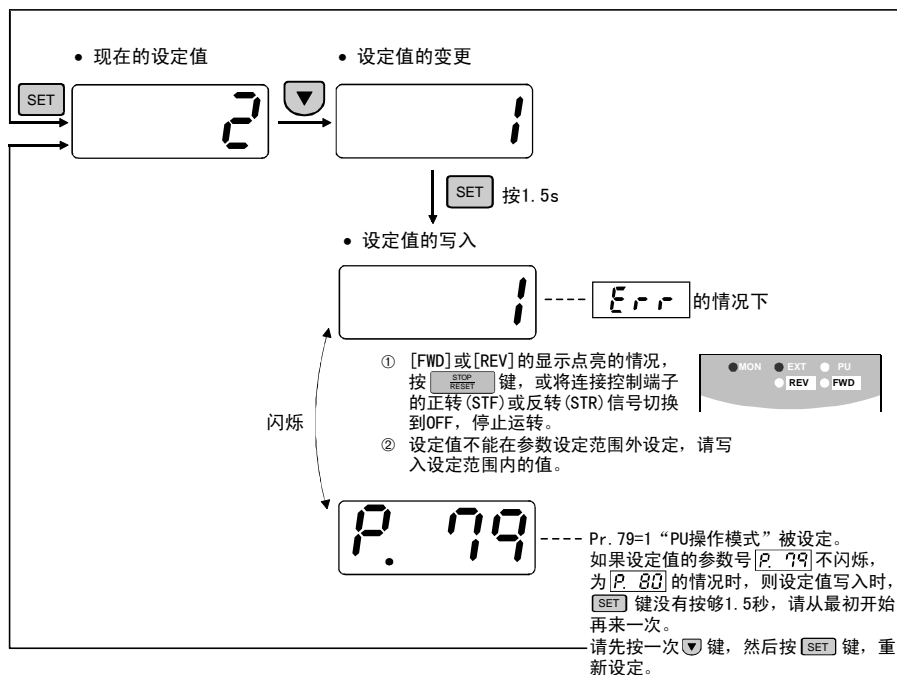 • 现在的设定值
• 设定值的变更
SET
2
▼
1
SET 按1.5s
• 设定值的写入
1
Err 的情况下
① [FWD]或[REV]的显示点亮的情况，
按 STOP RESET 键，或将连接控制端子
的正转(STF)或反转(STR)信号切换
到OFF，停止运转。
② 设定值不能在参数设定范围外设定，请写
入设定范围内的值。
MON EXT PU
REV FWD
闪烁
P. 79
Pr.79=1“PU操作模式”被设定。
如果设定值的参数号 P. 79 不闪烁，
为 P. 80 的情况时，则设定值写入时，
SET 键没有按够1.5秒，请从最初开始
再来一次。
请先按一次 ▼ 键，然后按 SET 键，重
新设定。